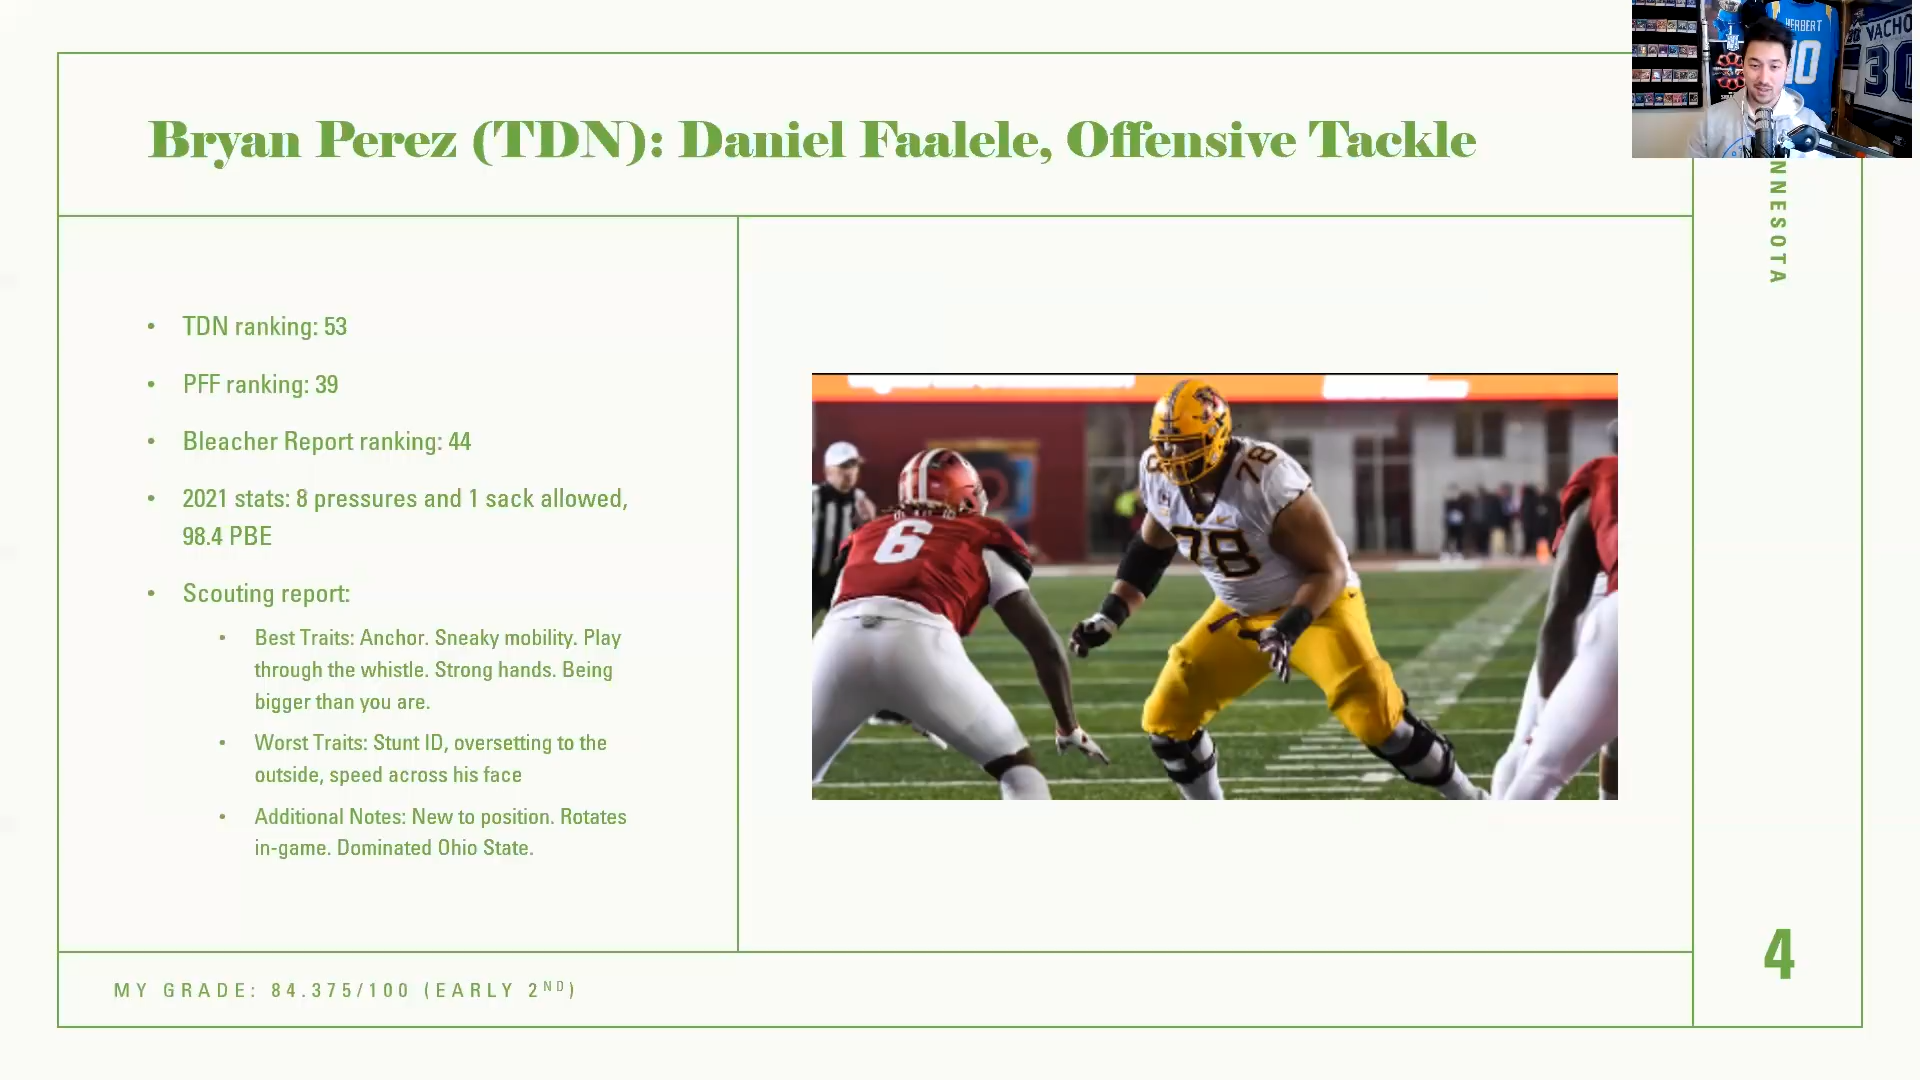 Bryan Perez (TDN): Daniel Faalele, Offensive Tackle
HERBERT
10
VACHO
30
NNESOTA
• TDN ranking: 53
• PFF ranking: 39
• Bleacher Report ranking: 44
• 2021 stats: 8 pressures and 1 sack allowed,
98.4 PBE
• Scouting report:
• Best Traits: Anchor. Sneaky mobility. Play
through the whistle. Strong hands. Being
bigger than you are.
• Worst Traits: Stunt ID, oversetting to the
outside, speed across his face
• Additional Notes: New to position. Rotates
in-game. Dominated Ohio State.
6
78
78
4
MY GRADE: 84.375/100 (EARLY 2ND)